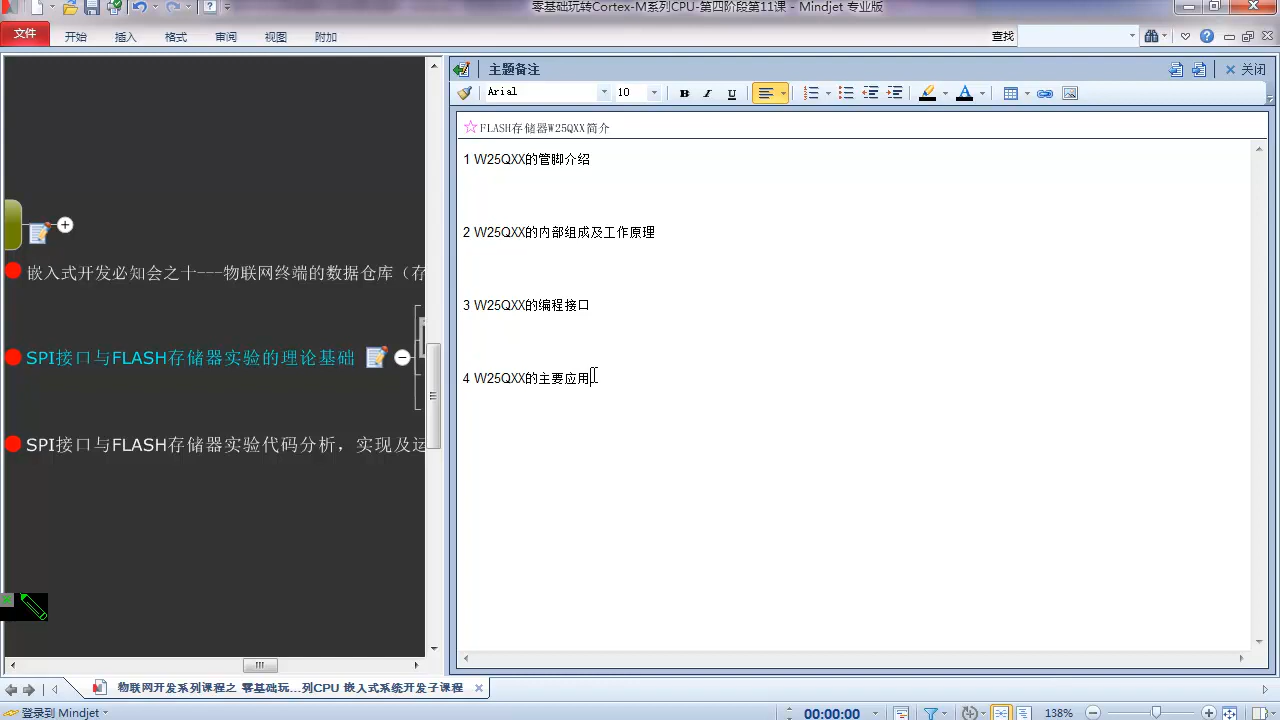 零基础玩转Cortex-M系列CPU-第四阶段第11课 - Mindjet 专业版
文件 开始 插入 格式 审阅 视图 附加 查找
主题备注 关闭
Arial 10 B I U A
FLASH存储器W25QXX简介
1 W25QXX的管脚介绍
2 W25QXX的内部组成及工作原理
3 W25QXX的编程接口
4 W25QXX的主要应用
嵌入式开发必知会之十---物联网终端的数据仓库（存
SPI接口与FLASH存储器实验的理论基础
SPI接口与FLASH存储器实验代码分析，实现及运
物联网开发系列课程之 零基础玩...列CPU 嵌入式系统开发子课程
登录到 Mindjet 00:00:00 138%